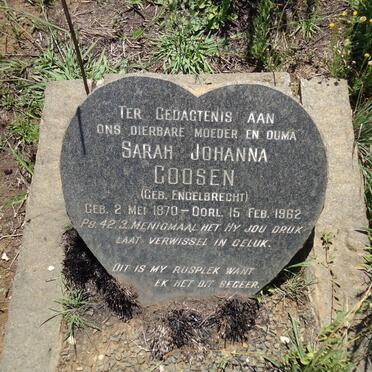 TER GEDAGTENIS AAN
ONS DIERBARE MOEDER EN OUMA
SARAH JOHANNA
GOOSEN
(GEB. ENGELBRECHT)
GEB. 2 MEI 1870 - OORL. 15 FEB. 1962
PS. 42.3. MENIGMAAL HET HY JOU DRUK
LAAT VERWISSEL IN GELUK.
DIT IS MY RUSPLEK WANT
EK HET DIT BEGEER.